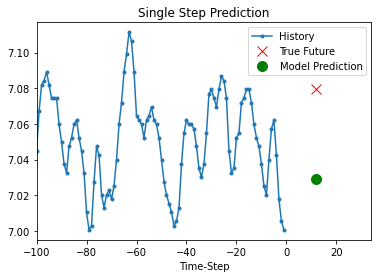 Single Step Prediction
History
True Future
Model Prediction
7.10
7.08
7.06
7.04
7.02
7.00
−100 −80 −60 −40 −20 0 20
Time-Step